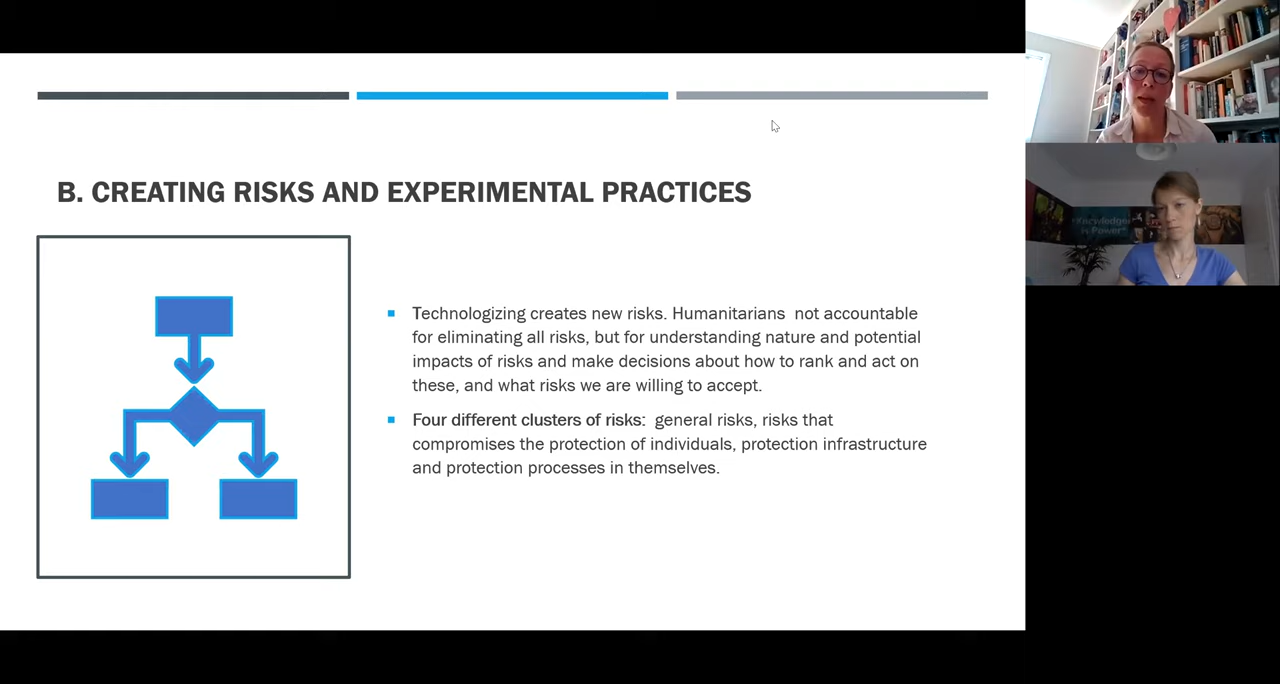 B. CREATING RISKS AND EXPERIMENTAL PRACTICES
Technologizing creates new risks. Humanitarians not accountable
for eliminating all risks, but for understanding nature and potential
impacts of risks and make decisions about how to rank and act on
these, and what risks we are willing to accept.
Four different clusters of risks: general risks, risks that
compromises the protection of individuals, protection infrastructure
and protection processes in themselves.
"Knowledge
is Power"